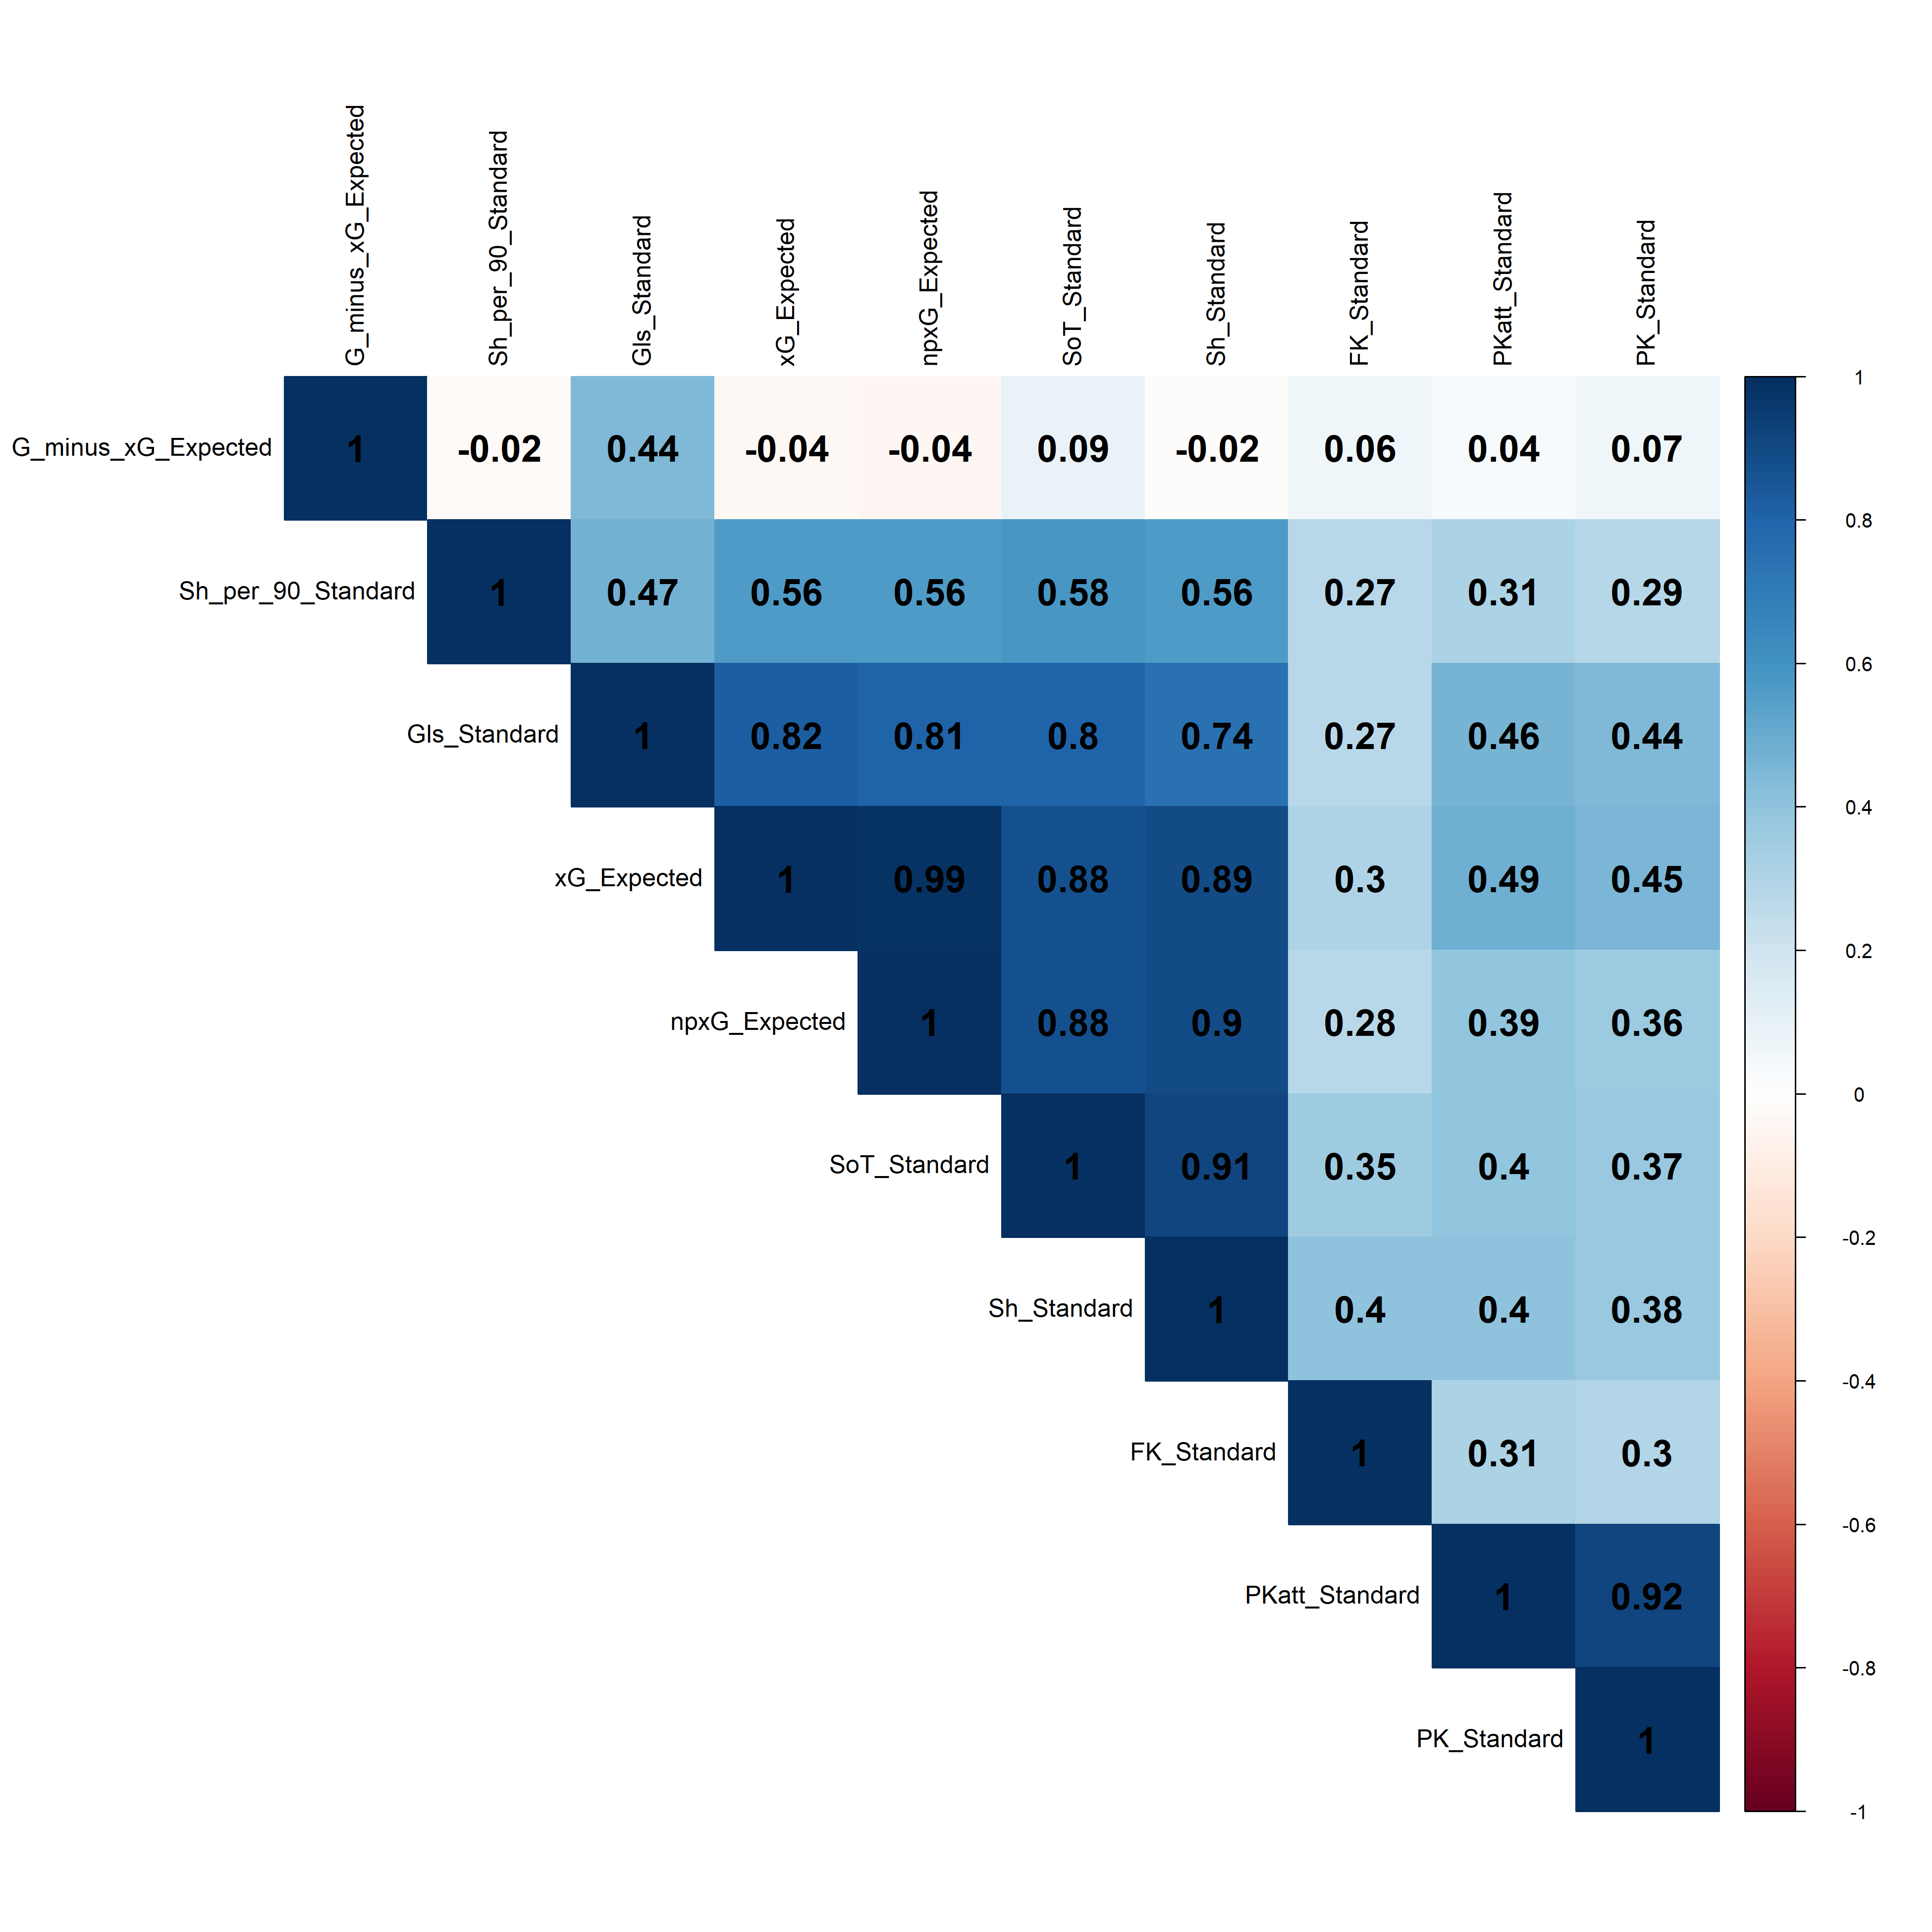 G_minus_xG_Expected
Sh_per_90_Standard
Gls_Standard
xG_Expected
npxG_Expected
SoT_Standard
Sh_Standard
FK_Standard
PKatt_Standard
PK_Standard
G_minus_xG_Expected 1 -0.02 0.44 -0.04 -0.04 0.09 -0.02 0.06 0.04 0.07
Sh_per_90_Standard 1 0.47 0.56 0.56 0.58 0.56 0.27 0.31 0.29
Gls_Standard 1 0.82 0.81 0.8 0.74 0.27 0.46 0.44
xG_Expected 1 0.99 0.88 0.89 0.3 0.49 0.45
npxG_Expected 1 0.88 0.9 0.28 0.39 0.36
SoT_Standard 1 0.91 0.35 0.4 0.37
Sh_Standard 1 0.4 0.4 0.38
FK_Standard 1 0.31 0.3
PKatt_Standard 1 0.92
PK_Standard 1
1
0.8
0.6
0.4
0.2
0
-0.2
-0.4
-0.6
-0.8
-1